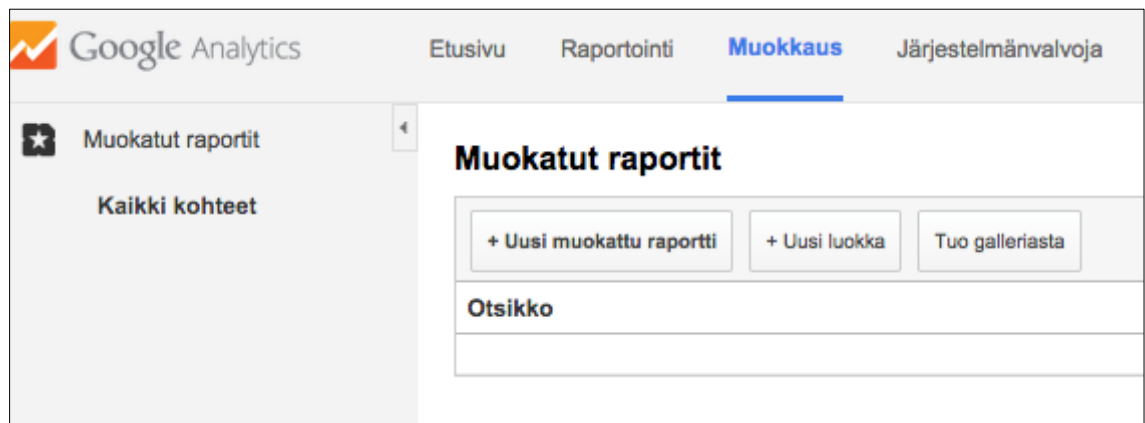 Google Analytics Etusivu Raportointi Muokkaus Järjestelmänvalvoja
Muokatut raportit
Kaikki kohteet
Muokatut raportit
+ Uusi muokattu raportti + Uusi luokka Tuo galleriasta
Otsikko